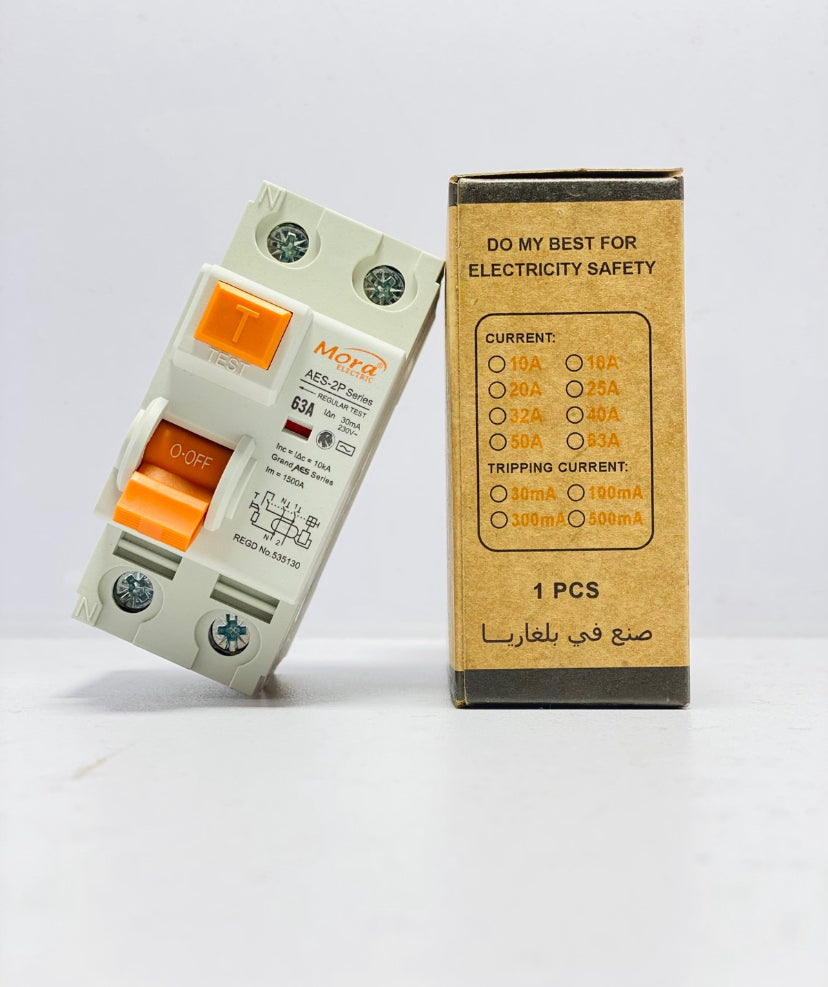 N
T
TEST
Mora®
ELECTRIC
AES-2P Series
REGULAR TEST
63A
IΔn 30mA
230V~
Inc = IΔc = 10kA
Grand AES Series
Im = 1500A
O-OFF
T N 1
N 2
REGD No.535130
N
DO MY BEST FOR
ELECTRICITY SAFETY
CURRENT:
10A 16A
20A 25A
32A 40A
50A 63A
TRIPPING CURRENT:
30mA 100mA
300mA 500mA
1 PCS
صنع في بلغاريا